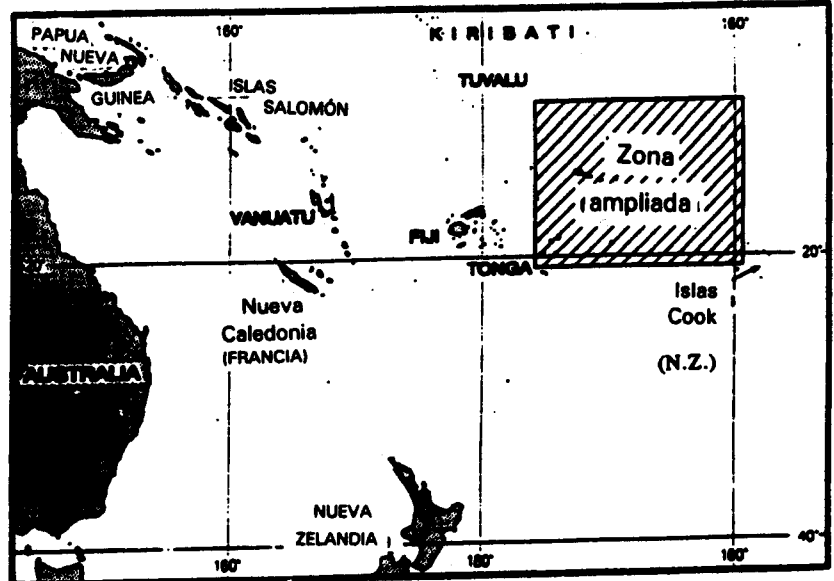 160°
160°
KIRIBATI
PAPUA
NUEVA
GUINEA
ISLAS
SALOMÓN
TUVALU
Zona
ampliada
VANUATU
FIJI
TONGA
20°
Nueva
Caledonia
(FRANCIA)
Islas
Cook
(N.Z.)
AUSTRALIA
NUEVA
ZELANDIA
40°
160°
180°
160°